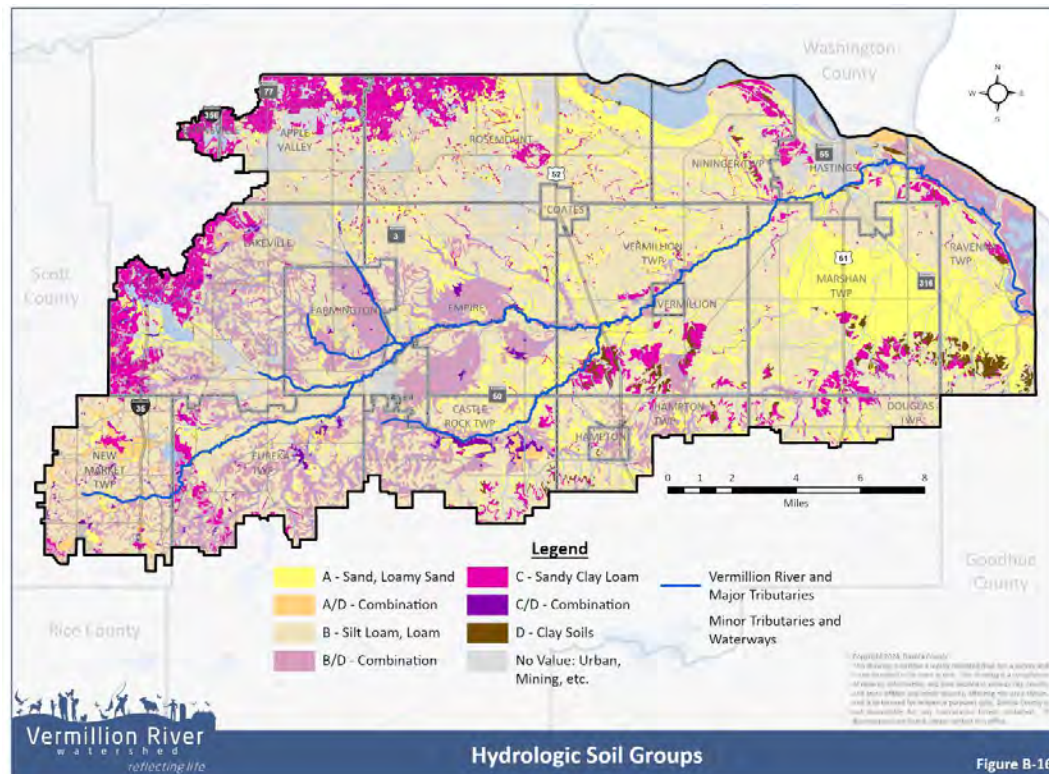 Washington
County
N
W
S
77
APPLE
VALLEY
ROSEMOUNT
52
NININGER TWP
55
HASTINGS
COATES
LAKEVILLE
3
VERMILLION
TWP
RAVENNA
TWP
61
MARSHAN
TWP
316
Scott
County
FARMINGTON
EMPIRE
VERMILLION
35
50
CASTLE
ROCK TWP
HAMPTON
TWP
DOUGLAS
TWP
HAMPTON
NEW
MARKET
TWP
EUREKA
TWP
0 1 2 4 6 8
Miles
Goodhue
County
Rice County
Legend
A - Sand, Loamy Sand
A/D - Combination
B - Silt Loam, Loam
B/D - Combination
C - Sandy Clay Loam
C/D - Combination
D - Clay Soils
No Value: Urban,
Mining, etc.
Vermillion River and
Major Tributaries
Minor Tributaries and
Waterways
Vermillion River
watershed
reflecting life
Hydrologic Soil Groups
Figure B-16